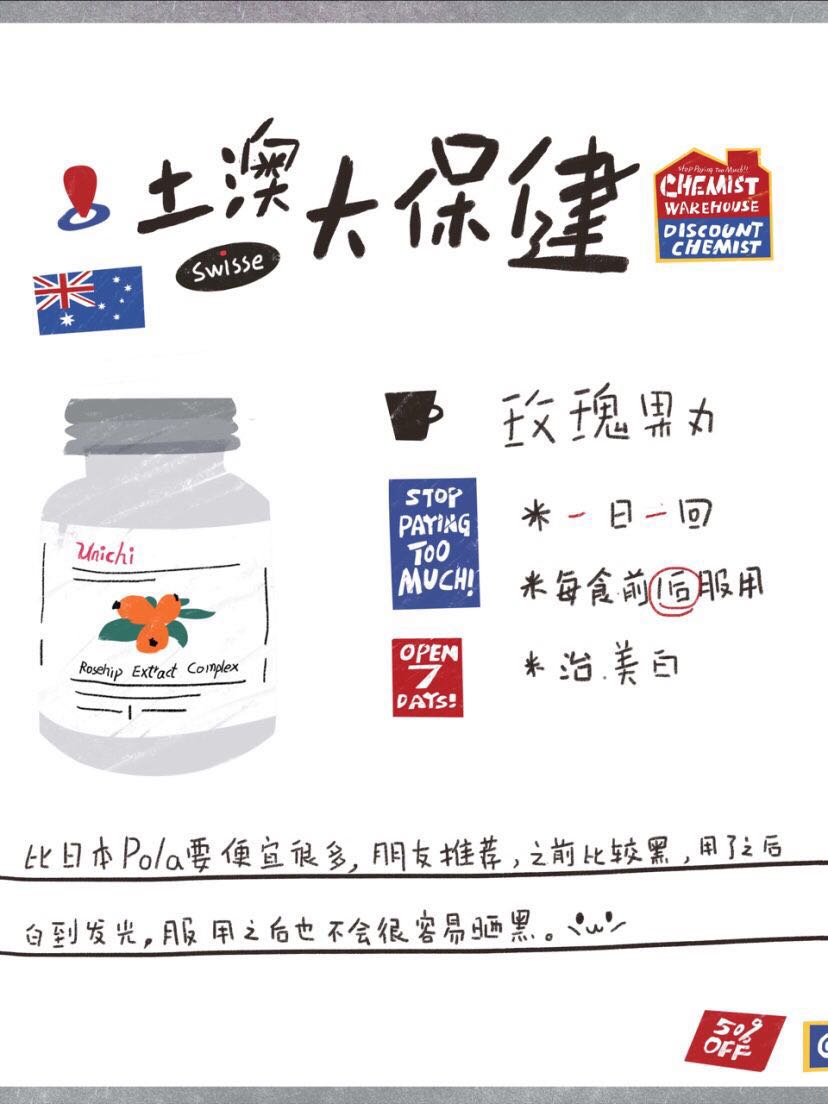 土澳大保健
Swisse
Stop Paying Too Much!!
CHEMIST
WAREHOUSE
DISCOUNT
CHEMIST
玫瑰果丸
STOP
PAYING
TOO
MUCH!
*一日一回
*每食前/后服用
*治.美白
OPEN
7
DAYS!
Unichi
Rosehip Extract Complex
比日本Pola要便宜很多,朋友推荐,之前比较黑,用了之后
白到发光,服用之后也不会很容易晒黑。
50%
OFF